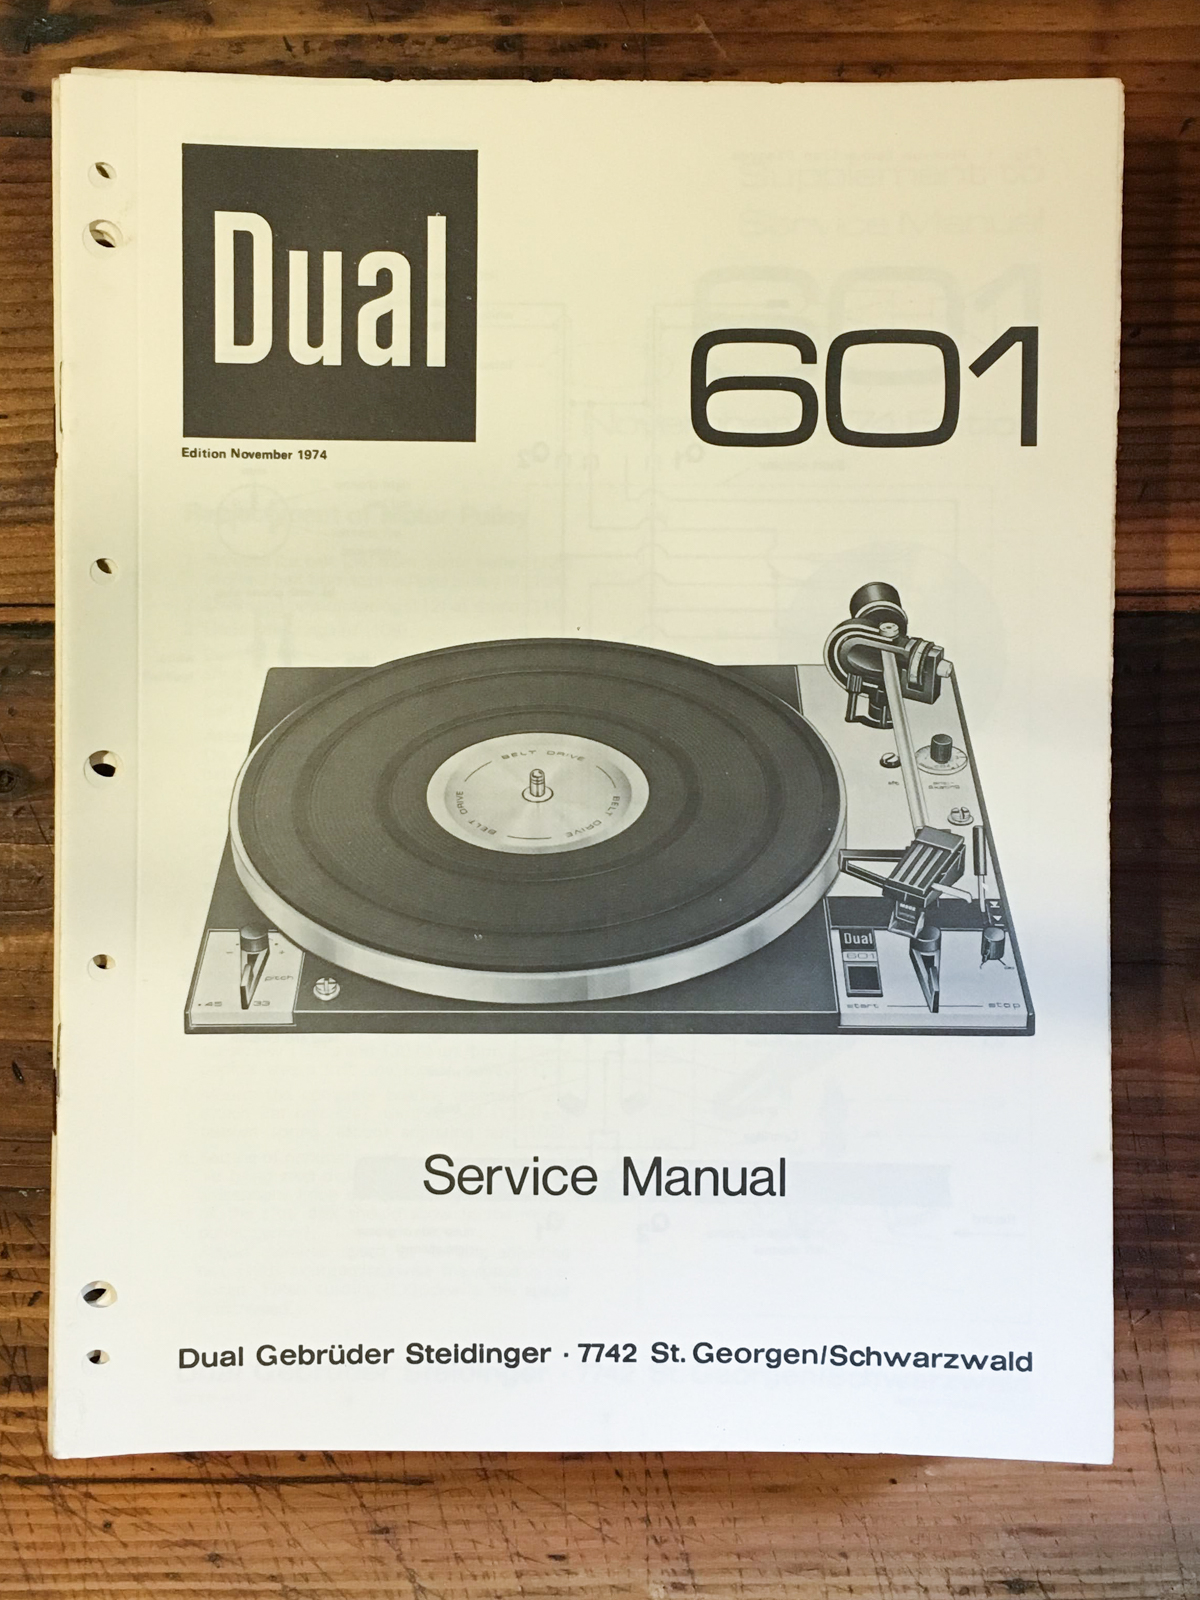 Dual
601
Edition November 1974
BELT DRIVE
BELT DRIVE
BELT DRIVE
pitch
45 33
Dual
601
start stop
Service Manual
Dual Gebrüder Steidinger · 7742 St. Georgen/Schwarzwald